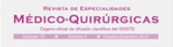 REVISTA DE ESPECIALIDADES
MÉDICO-QUIRÚRGICAS
Órgano oficial de difusión científica del ISSSTE